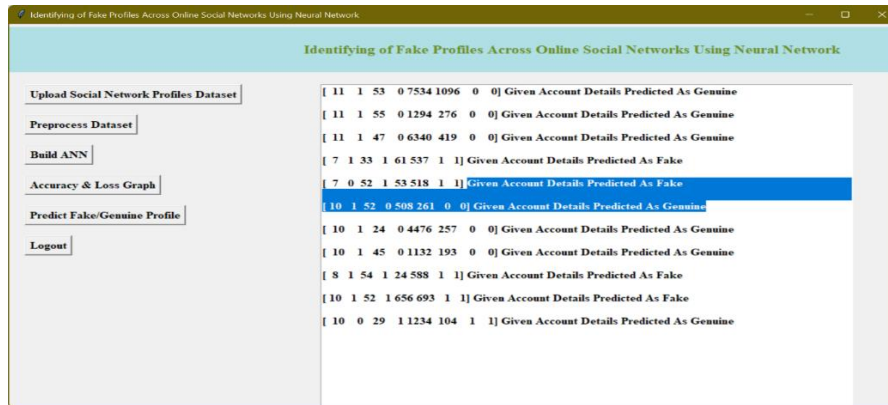 Identifying of Fake Profiles Across Online Social Networks Using Neural Network
Identifying of Fake Profiles Across Online Social Networks Using Neural Network
Upload Social Network Profiles Dataset
Preprocess Dataset
Build ANN
Accuracy & Loss Graph
Predict Fake/Genuine Profile
Logout
[ 11 1 53 0 7534 1096 0 0] Given Account Details Predicted As Genuine
[ 11 1 55 0 1294 276 0 0] Given Account Details Predicted As Genuine
[ 11 1 47 0 6340 419 0 0] Given Account Details Predicted As Genuine
[ 7 1 33 1 61 537 1 1] Given Account Details Predicted As Fake
[ 7 0 52 1 53 518 1 1] Given Account Details Predicted As Fake
[ 10 1 52 0 508 261 0 0] Given Account Details Predicted As Genuine
[ 10 1 24 0 4476 257 0 0] Given Account Details Predicted As Genuine
[ 10 1 45 0 1132 193 0 0] Given Account Details Predicted As Genuine
[ 8 1 54 1 24 588 1 1] Given Account Details Predicted As Fake
[ 10 1 52 1 656 693 1 1] Given Account Details Predicted As Fake
[ 10 0 29 1 1234 104 1 1] Given Account Details Predicted As Genuine